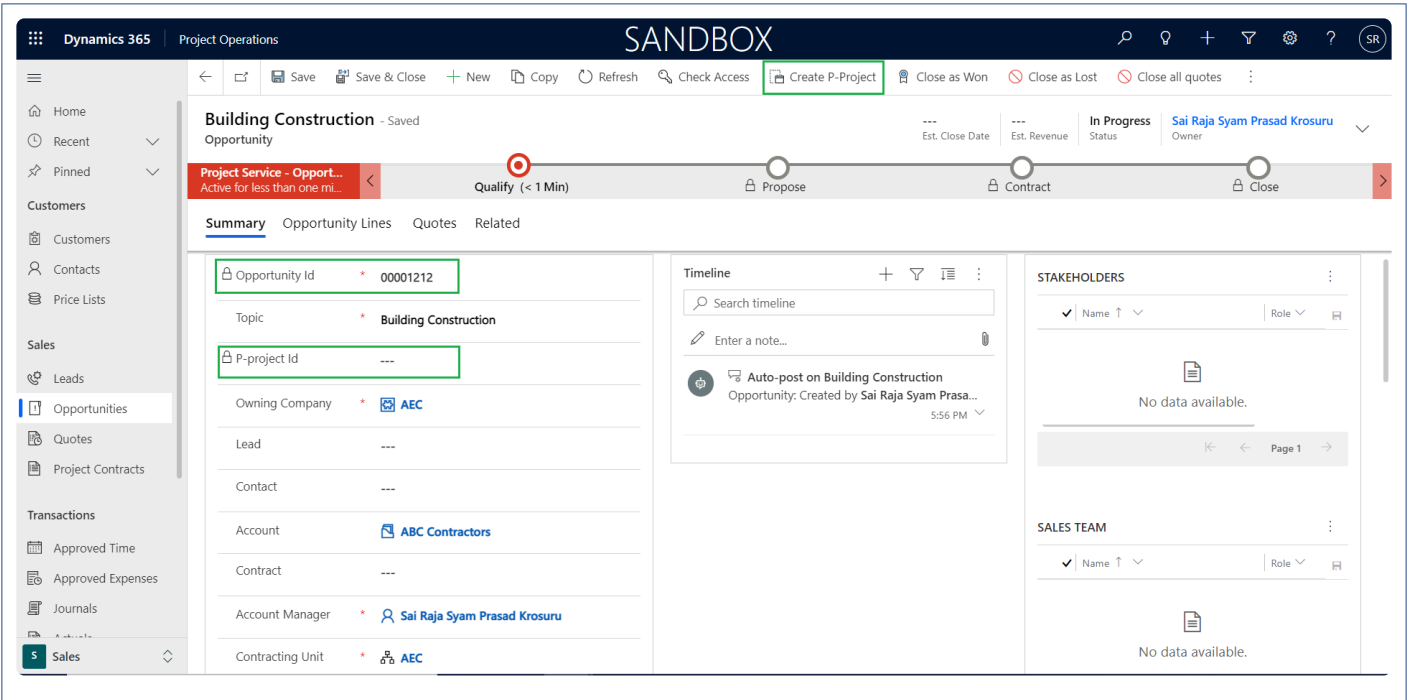 Dynamics 365 Project Operations SANDBOX ? SR
Save Save & Close New Copy Refresh Check Access Create P-Project Close as Won Close as Lost Close all quotes
Home
Recent
Pinned
Customers
Customers
Contacts
Price Lists
Sales
Leads
Opportunities
Quotes
Project Contracts
Transactions
Approved Time
Approved Expenses
Journals
Actuals
S Sales
Building Construction - Saved
Opportunity
---
Est. Close Date
---
Est. Revenue
In Progress
Status
Sai Raja Syam Prasad Krosuru
Owner
Project Service - Opport...
Active for less than one mi...
Qualify (< 1 Min)
Propose
Contract
Close
Summary Opportunity Lines Quotes Related
Opportunity Id * 00001212
Topic * Building Construction
P-project Id ---
Owning Company * AEC
Lead ---
Contact ---
Account ABC Contractors
Contract ---
Account Manager * Sai Raja Syam Prasad Krosuru
Contracting Unit * AEC
Timeline
Search timeline
Enter a note...
Auto-post on Building Construction
Opportunity: Created by Sai Raja Syam Prasa...
5:56 PM
STAKEHOLDERS
Name ↑ Role
No data available.
Page 1
SALES TEAM
Name ↑ Role
No data available.